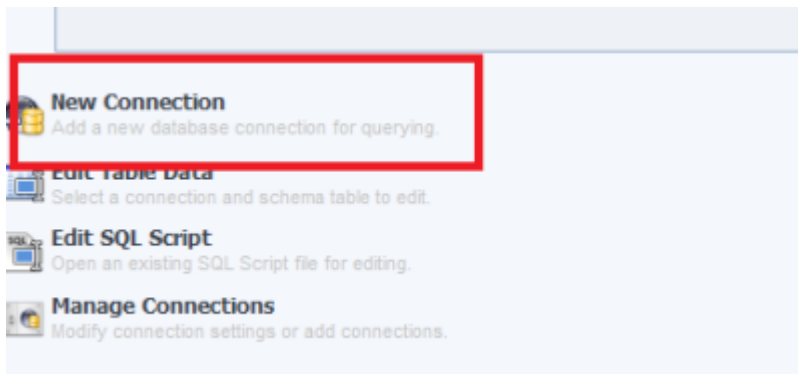 New Connection
Add a new database connection for querying.
Edit Table Data
Select a connection and schema table to edit.
SQL
Edit SQL Script
Open an existing SQL Script file for editing.
Manage Connections
Modify connection settings or add connections.